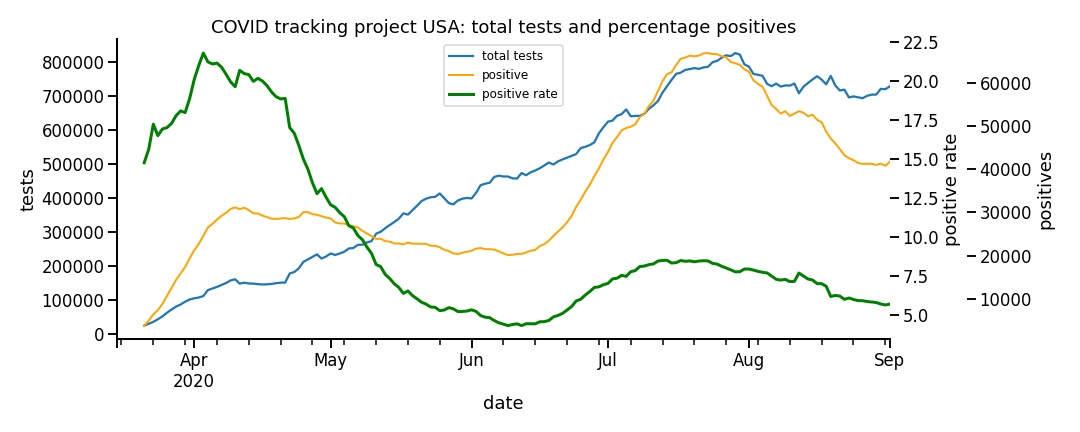 COVID tracking project USA: total tests and percentage positives
total tests
positive
positive rate
tests
800000
700000
600000
500000
400000
300000
200000
100000
0
22.5
20.0
17.5
15.0
12.5
10.0
7.5
5.0
positive rate
60000
50000
40000
30000
20000
10000
positives
Apr May Jun Jul Aug Sep
2020
date